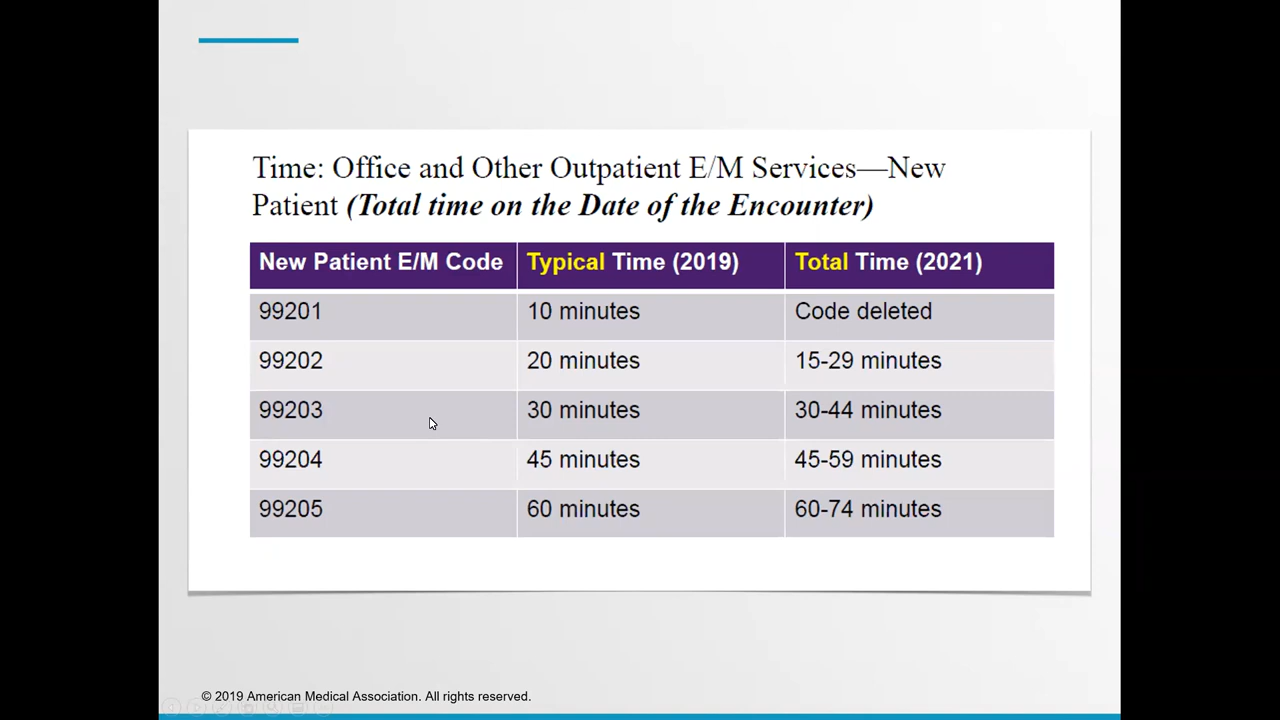 Time: Office and Other Outpatient E/M Services—New
Patient (Total time on the Date of the Encounter)
New Patient E/M Code Typical Time (2019) Total Time (2021)
99201 10 minutes Code deleted
99202 20 minutes 15-29 minutes
99203 30 minutes 30-44 minutes
99204 45 minutes 45-59 minutes
99205 60 minutes 60-74 minutes
© 2019 American Medical Association. All rights reserved.